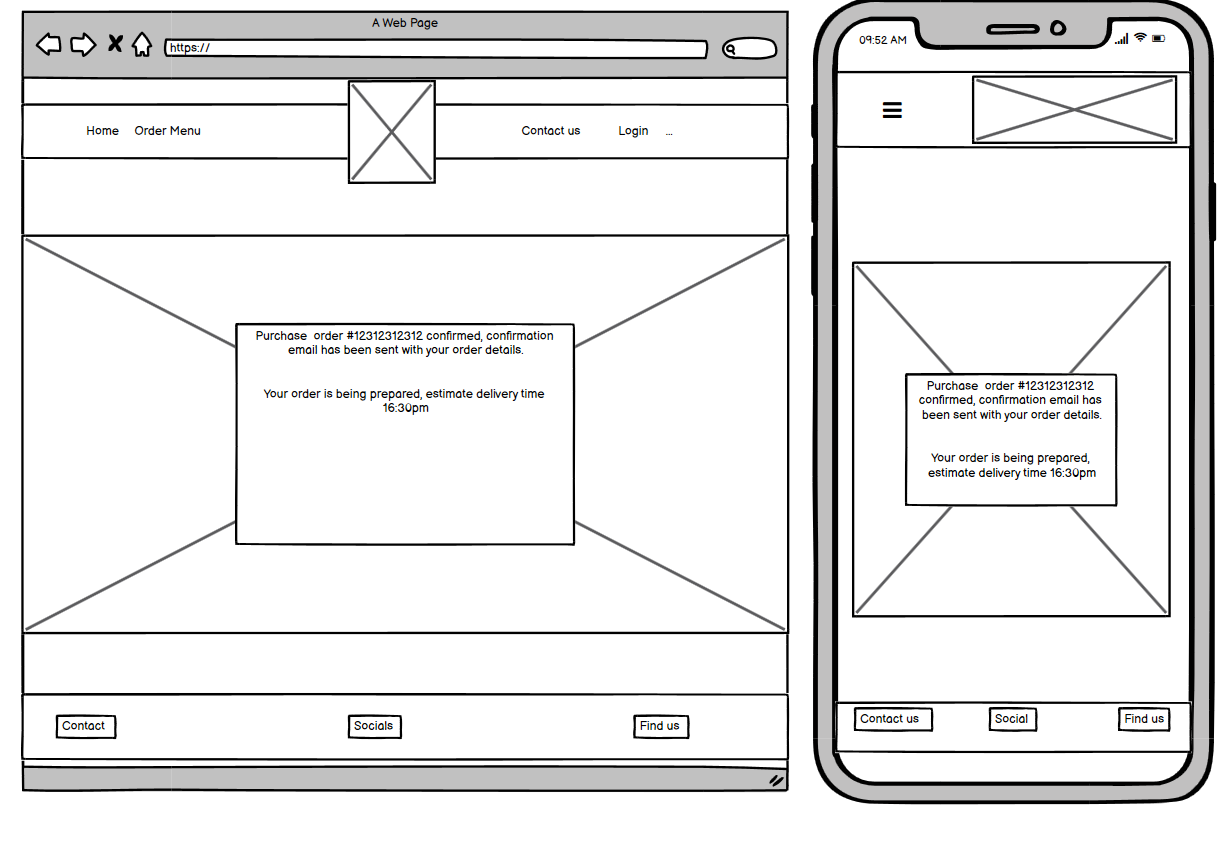 A Web Page
https://
Home Order Menu Contact us Login ...
Purchase order #12312312312 confirmed, confirmation
email has been sent with your order details.
Your order is being prepared, estimate delivery time
16:30pm
Contact Socials Find us
09:52 AM
Purchase order #12312312312
confirmed, confirmation email has
been sent with your order details.
Your order is being prepared,
estimate delivery time 16:30pm
Contact us Social Find us